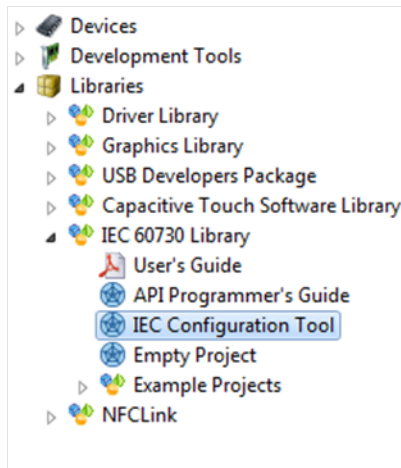 Devices
Development Tools
Libraries
Driver Library
Graphics Library
USB Developers Package
Capacitive Touch Software Library
IEC 60730 Library
User's Guide
API Programmer's Guide
IEC Configuration Tool
Empty Project
Example Projects
NFCLink